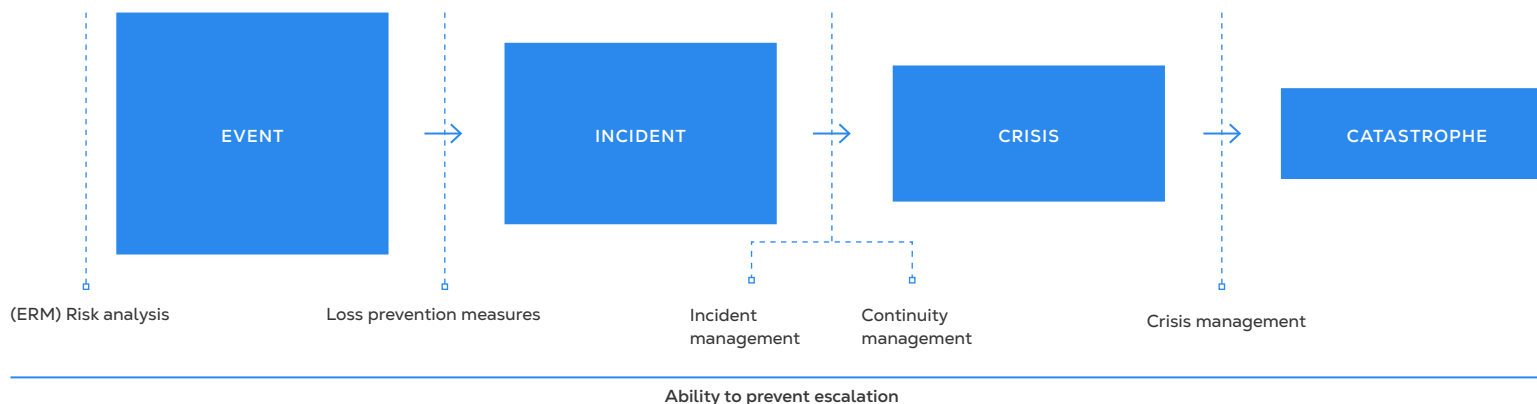 EVENT
INCIDENT
CRISIS
CATASTROPHE
(ERM) Risk analysis
Loss prevention measures
Incident
management
Continuity
management
Crisis management
Ability to prevent escalation